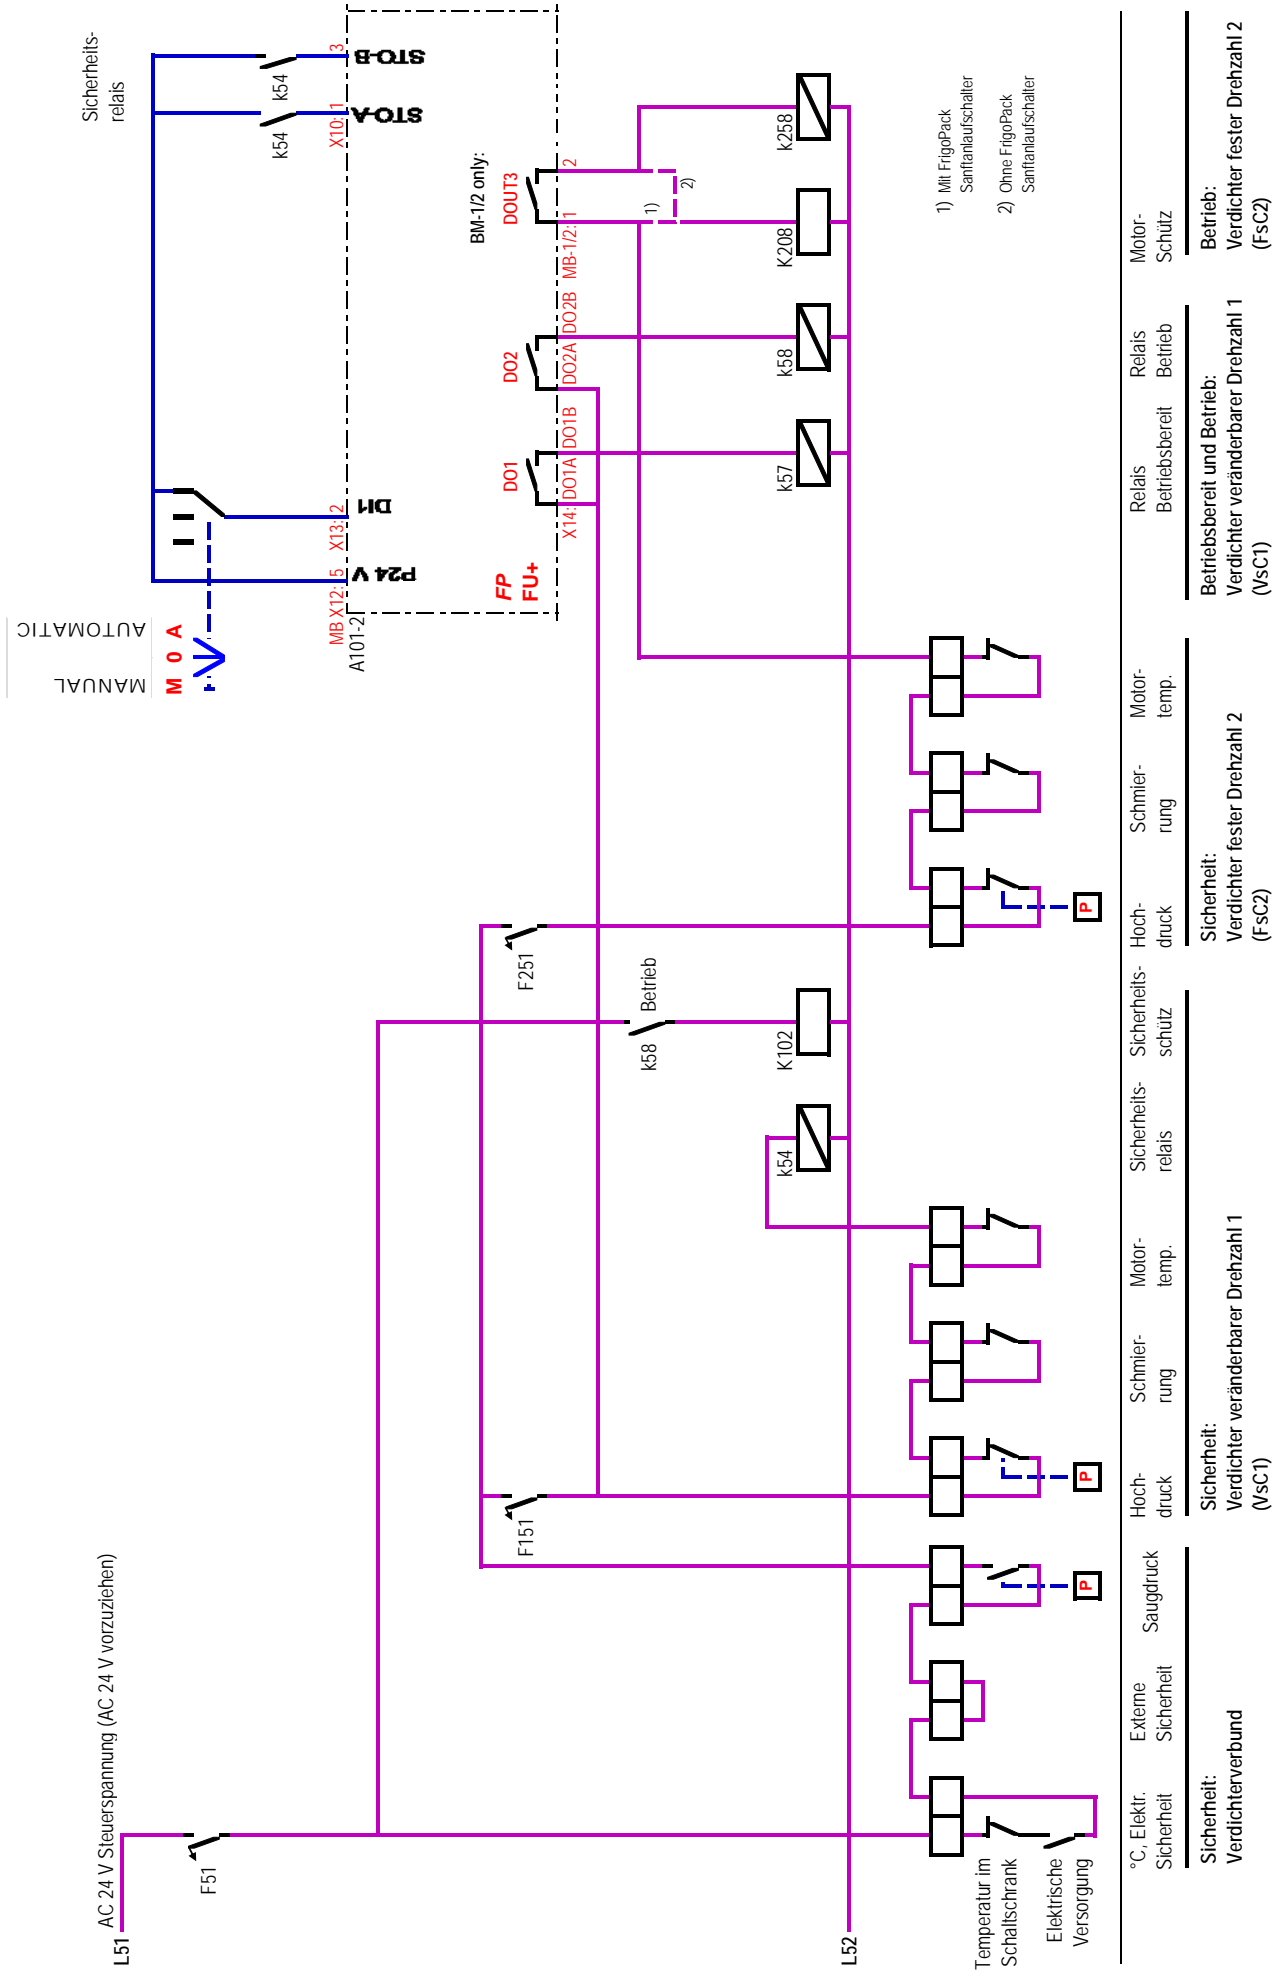 AC 24 V Steuerspannung (AC 24 V vorzuziehen)
L51
F51
F151
F251
k58
Betrieb
K102
k54
L52
MANUAL
AUTOMATIC
M 0 A
Sicherheits-
relais
k54
k54
MB X12: 5
X13: 2
X10: 1
3
A101-2
P24 V
DI1
STO-A
STO-B
FP
FU+
BM-1/2 only:
DO1
DO2
DOUT3
X14: DO1A DO1B
DO2A DO2B
MB-1/2: 1
2
1)
2)
k57
k58
K208
k258
1) Mit FrigoPack
Sanftanlaufschalter
2) Ohne FrigoPack
Sanftanlaufschalter
P
P
P
Temperatur im
Schaltschrank
Elektrische
Versorgung
°C, Elektr.
Sicherheit
Externe
Sicherheit
Saugdruck
Hoch-
druck
Schmier-
rung
Motor-
temp.
Sicherheits-
relais
Sicherheits-
schütz
Hoch-
druck
Schmier-
rung
Motor-
temp.
Relais
Betriebsbereit
Relais
Betrieb
Motor-
Schütz
Sicherheit:
Verdichterverbund
Sicherheit:
Verdichter veränderbarer Drehzahl 1
(VsC1)
Sicherheit:
Verdichter fester Drehzahl 2
(FsC2)
Betriebsbereit und Betrieb:
Verdichter veränderbarer Drehzahl 1
(VsC1)
Betrieb:
Verdichter fester Drehzahl 2
(FsC2)